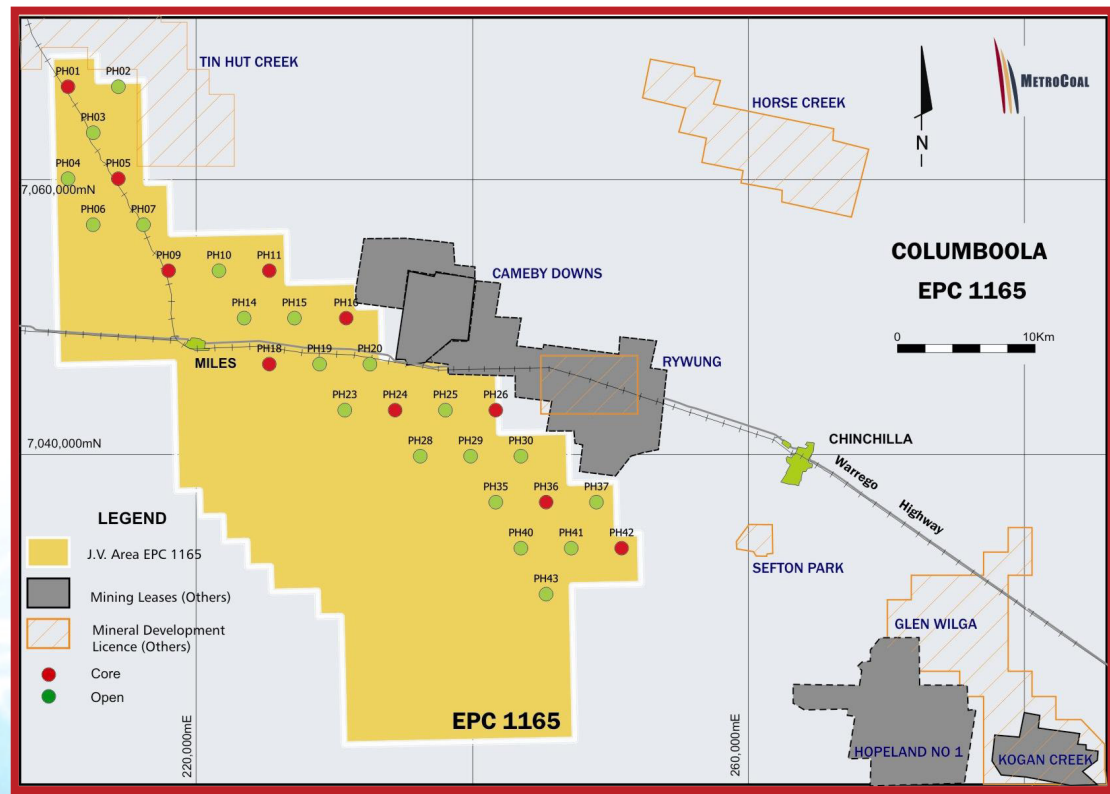 TIN HUT CREEK
HORSE CREEK
METROCOAL
N
PH01
PH02
PH03
PH04
PH05
7,060,000mN
PH06
PH07
COLUMBOOLA
EPC 1165
0
10Km
PH09
PH10
PH11
CAMEBY DOWNS
PH14
PH15
PH16
MILES
PH18
PH19
PH20
RYWUNG
PH23
PH24
PH25
PH26
7,040,000mN
PH28
PH29
PH30
CHINCHILLA
Warrego
Highway
PH35
PH36
PH37
PH40
PH41
PH42
PH43
SEFTON PARK
GLEN WILGA
HOPELAND NO 1
KOGAN CREEK
LEGEND
J.V. Area EPC 1165
Mining Leases (Others)
Mineral Development
Licence (Others)
Core
Open
EPC 1165
220,000mE
260,000mE